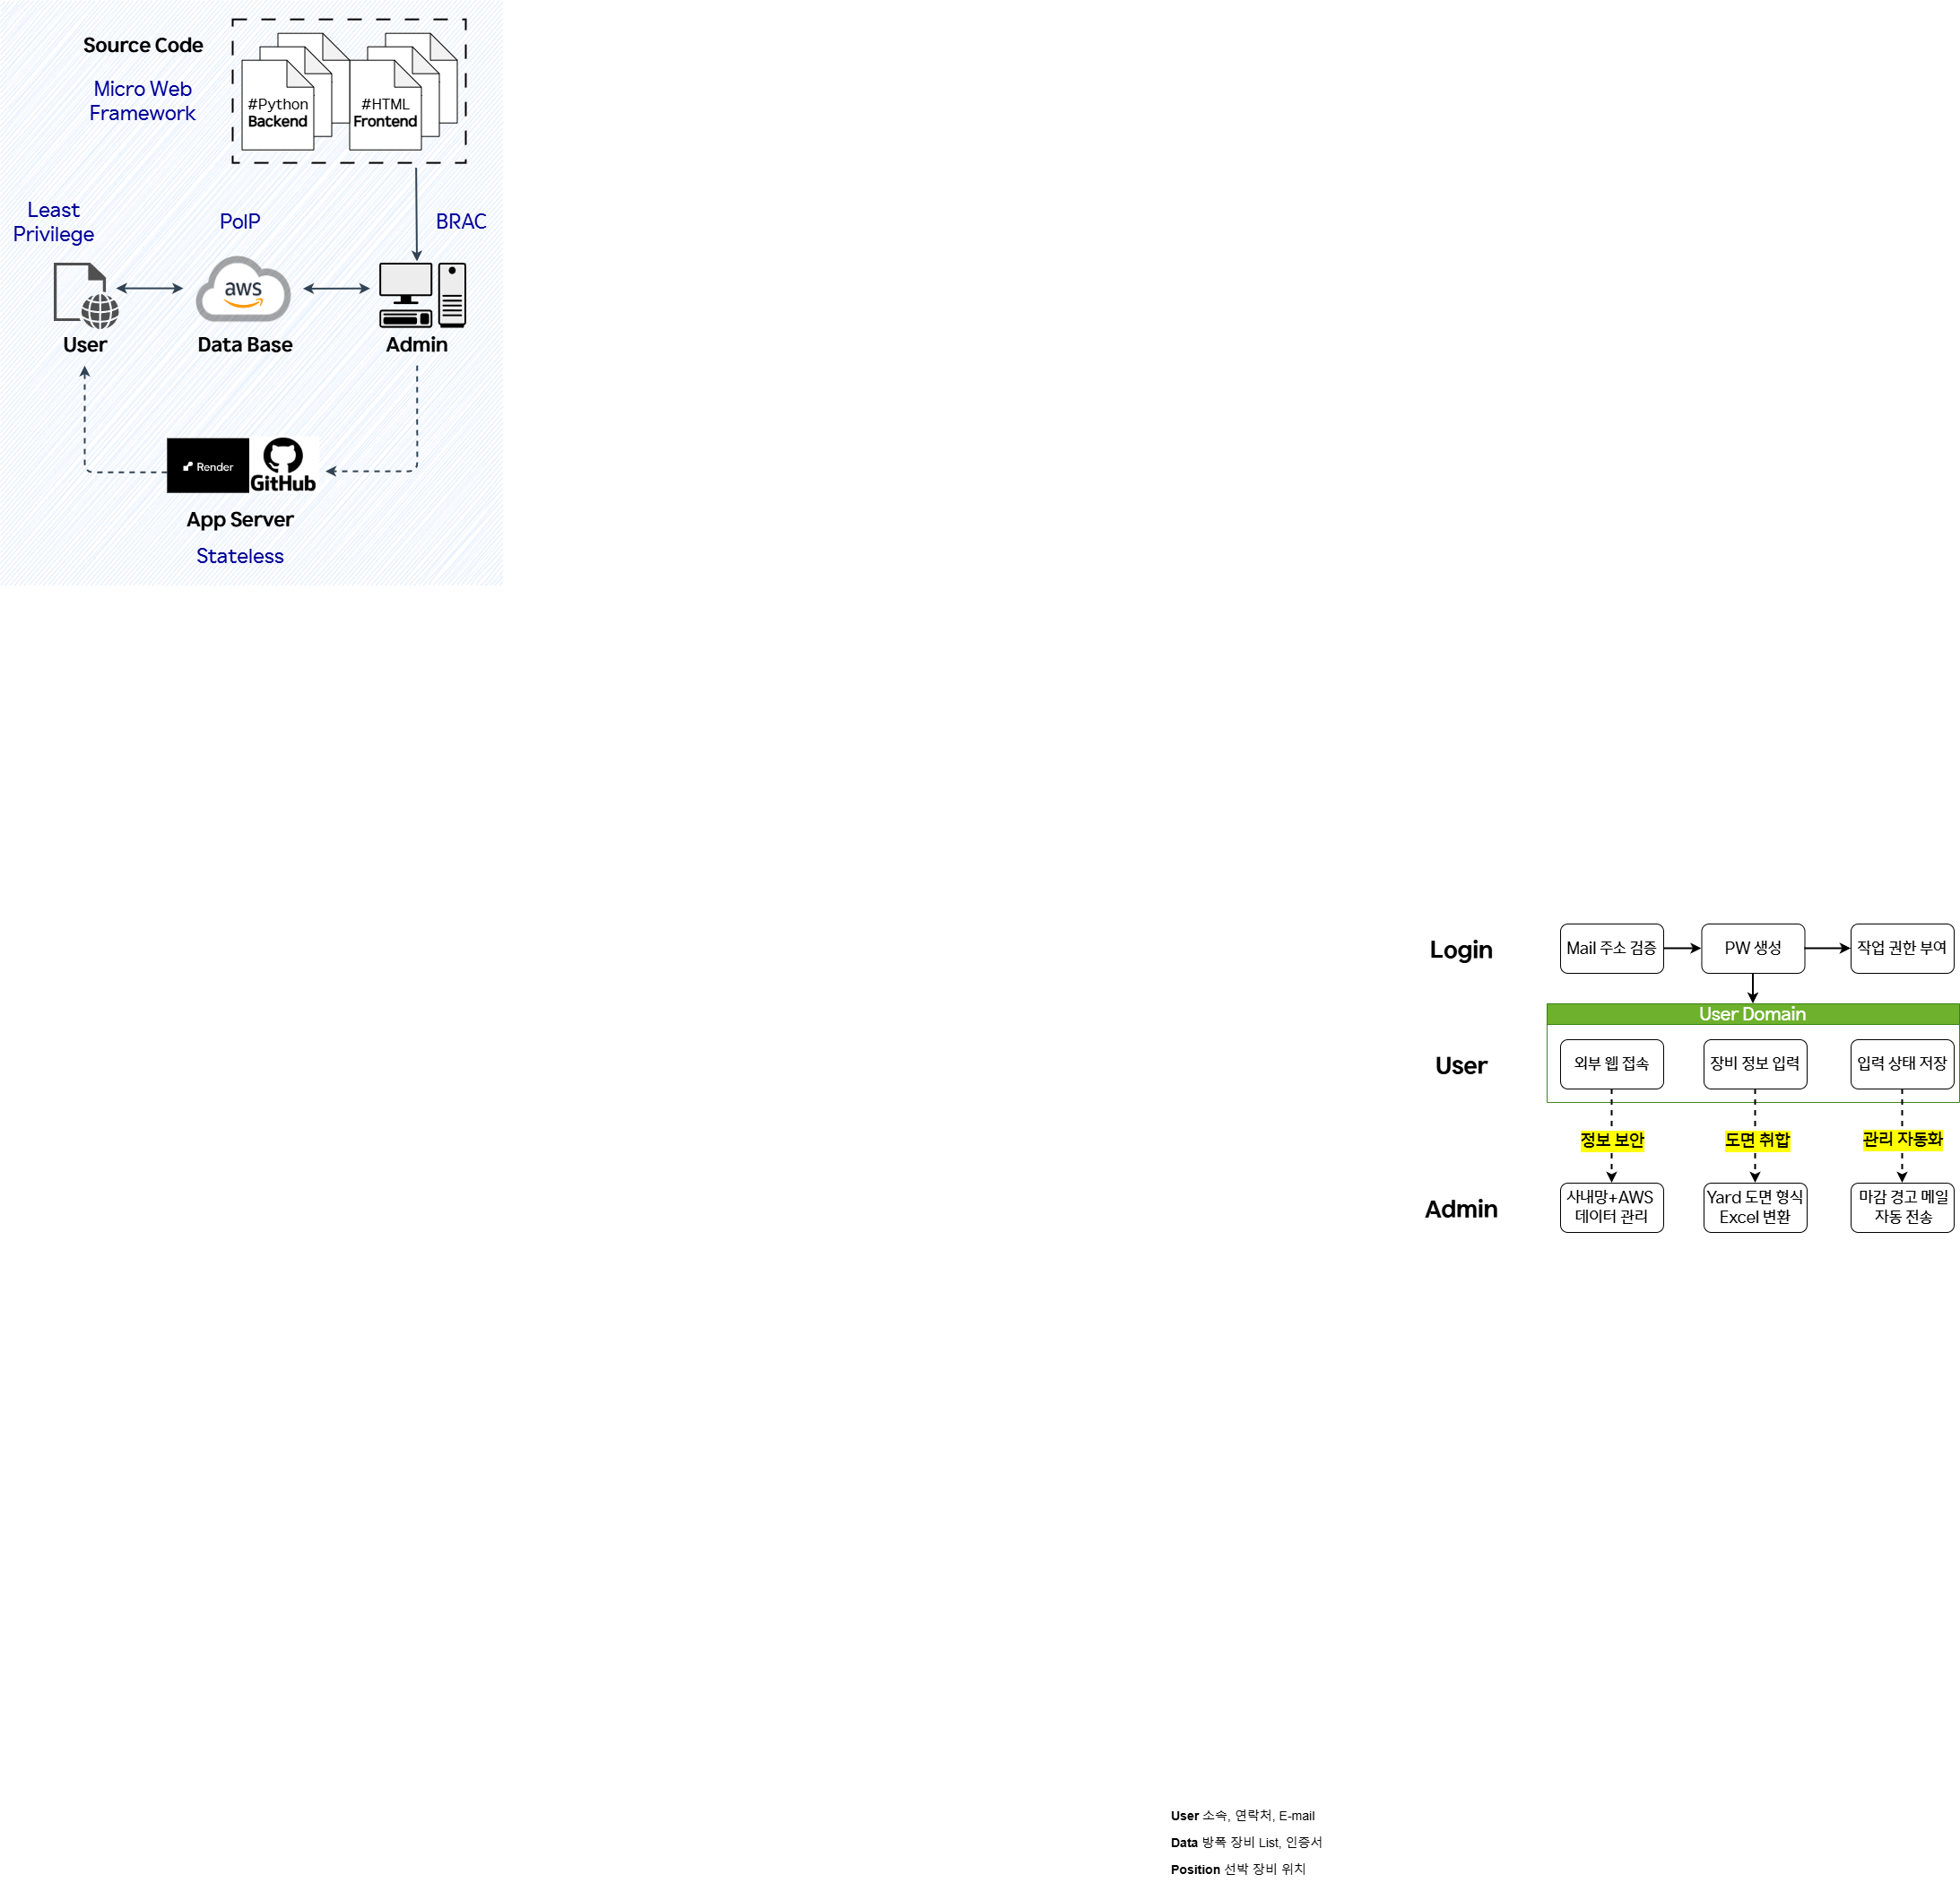 Source Code
Micro Web
Framework
#Python
Backend
#HTML
Frontend
Least
Privilege
PolP
BRAC
aws
User
Data Base
Admin
Render
GitHub
App Server
Stateless
Login
Mail 주소 검증
PW 생성
작업 권한 부여
User Domain
User
외부 웹 접속
장비 정보 입력
입력 상태 저장
정보 보안
도면 취합
관리 자동화
Admin
사내망+AWS
데이터 관리
Yard 도면 형식
Excel 변환
마감 경고 메일
자동 전송
User 소속, 연락처, E-mail
Data 방폭 장비 List, 인증서
Position 선박 장비 위치